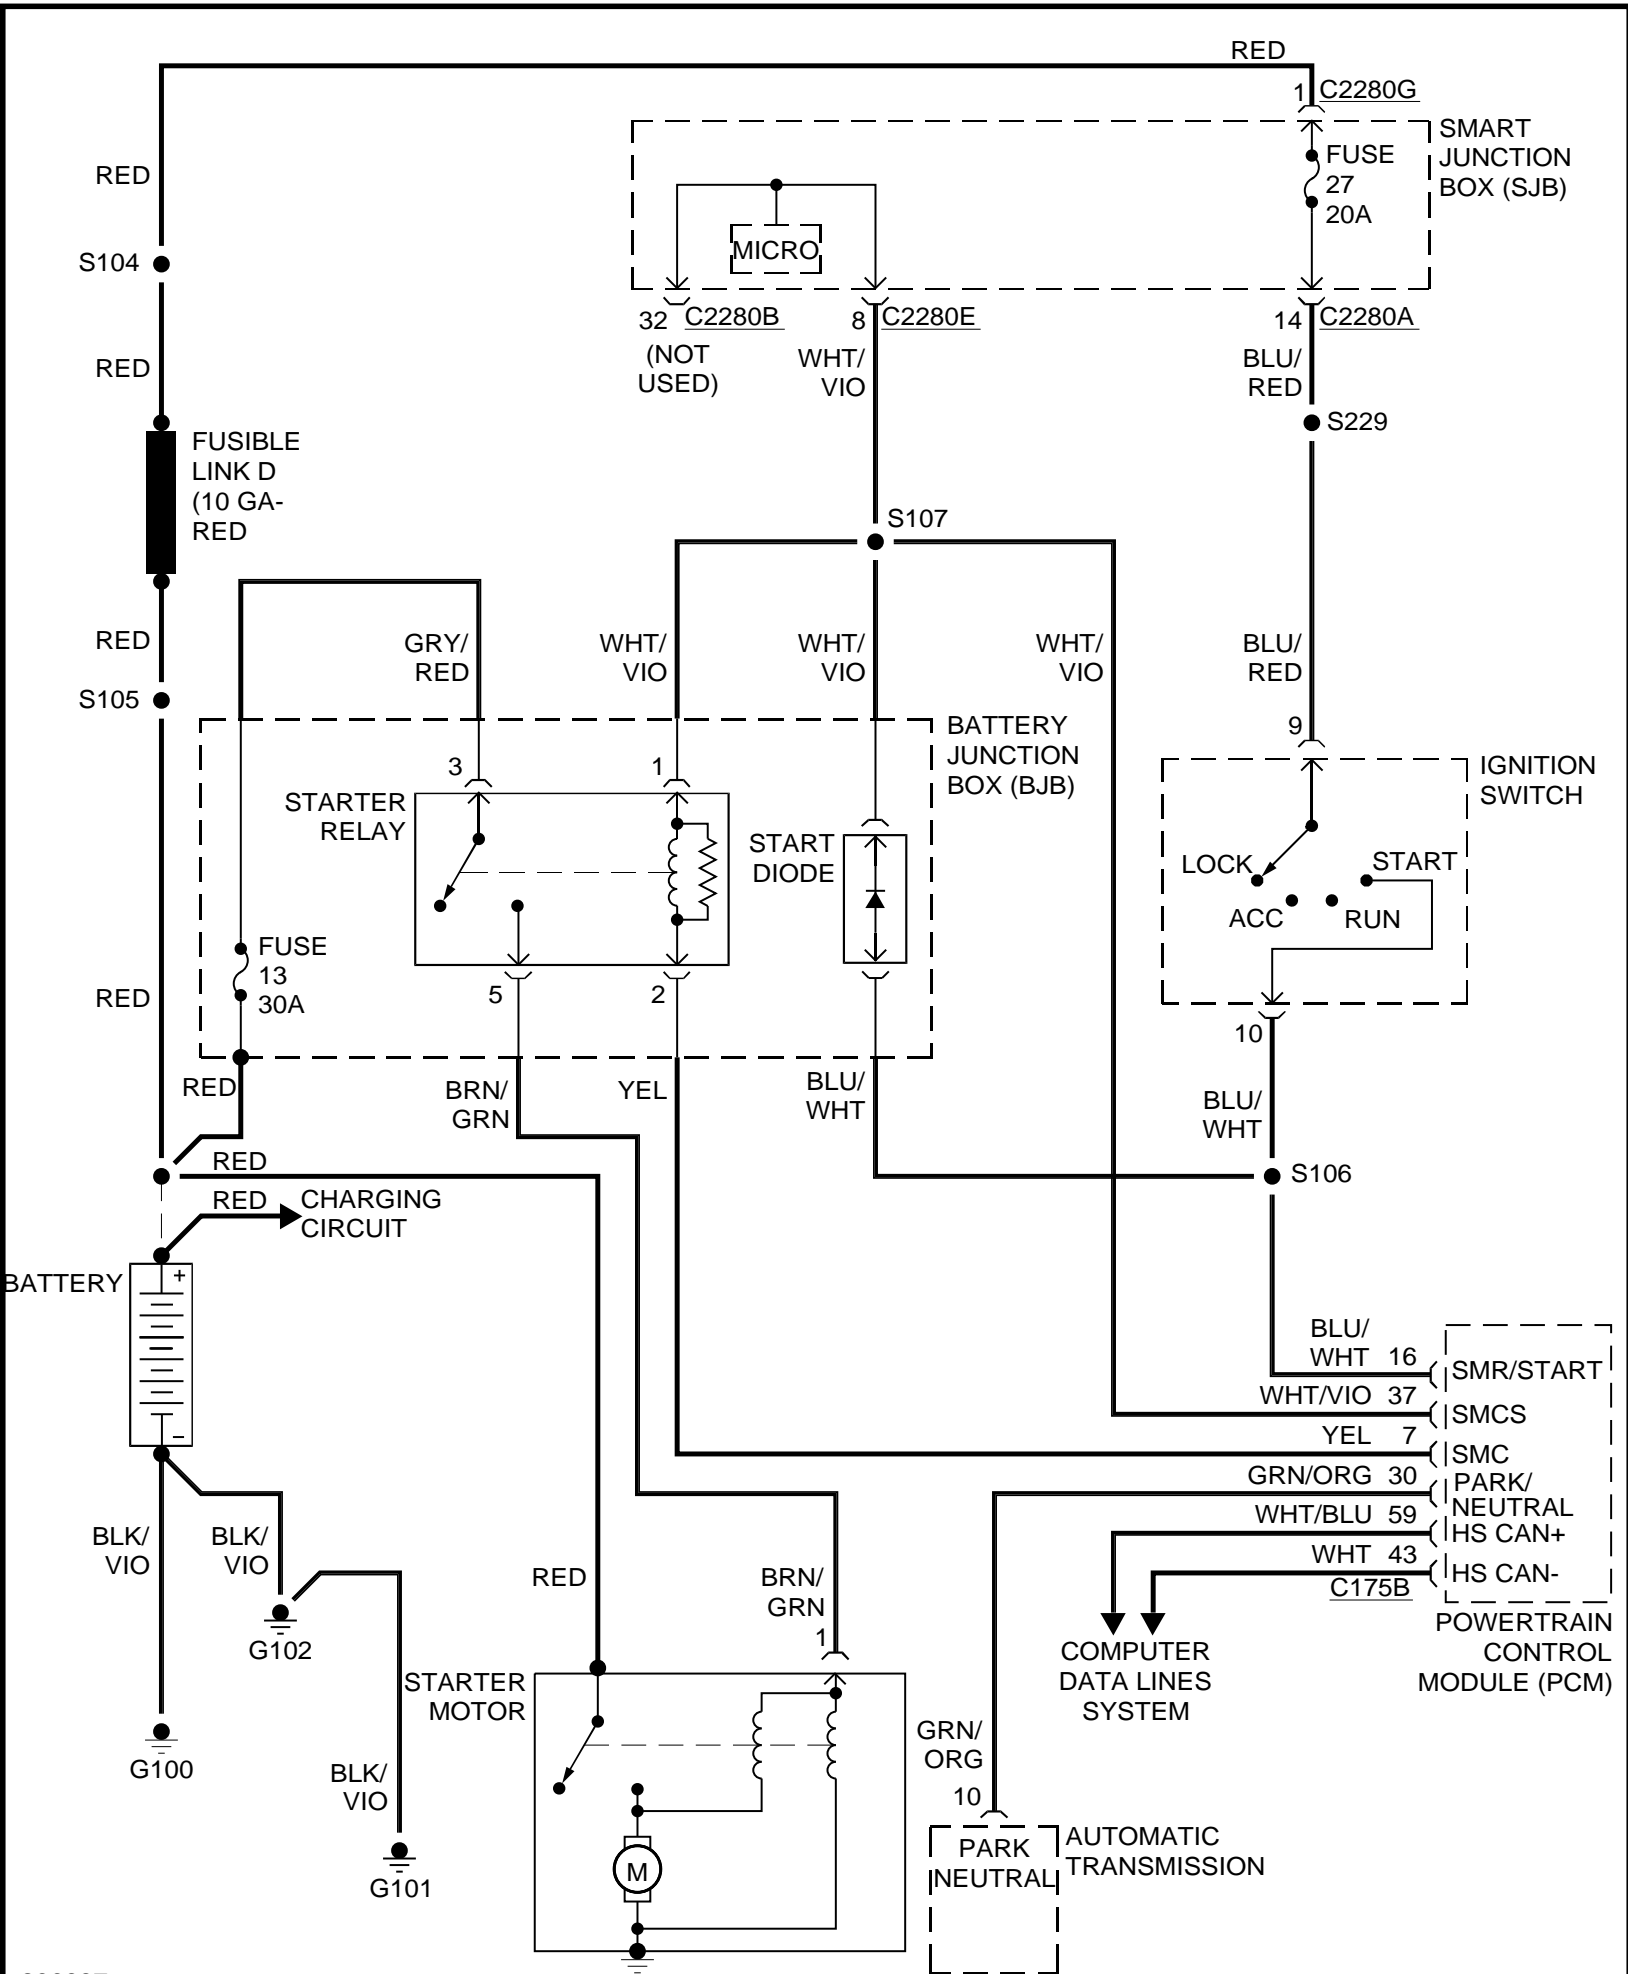 RED
1 C2280G
SMART
JUNCTION
BOX (SJB)
FUSE
27
20A
RED
MICRO
S104
32 C2280B
(NOT
USED)
8 C2280E
14 C2280A
WHT/
VIO
BLU/
RED
RED
S229
FUSIBLE
LINK D
(10 GA-
RED
S107
RED
GRY/
RED
WHT/
VIO
WHT/
VIO
WHT/
VIO
BLU/
RED
S105
BATTERY
JUNCTION
BOX (BJB)
9
3
1
IGNITION
SWITCH
STARTER
RELAY
START
DIODE
LOCK
START
ACC
RUN
FUSE
13
30A
RED
5
2
10
RED
BRN/
GRN
YEL
BLU/
WHT
BLU/
WHT
RED
S106
RED
CHARGING
CIRCUIT
BATTERY
+
−
BLU/
WHT 16
SMR/START
WHT/VIO 37
SMCS
YEL 7
SMC
GRN/ORG 30
PARK/
NEUTRAL
WHT/BLU 59
HS CAN+
WHT 43
HS CAN-
C175B
POWERTRAIN
CONTROL
MODULE (PCM)
BLK/
VIO
BLK/
VIO
RED
BRN/
GRN
1
G102
COMPUTER
DATA LINES
SYSTEM
STARTER
MOTOR
GRN/
ORG
10
G100
BLK/
VIO
M
PARK
NEUTRAL
AUTOMATIC
TRANSMISSION
G101